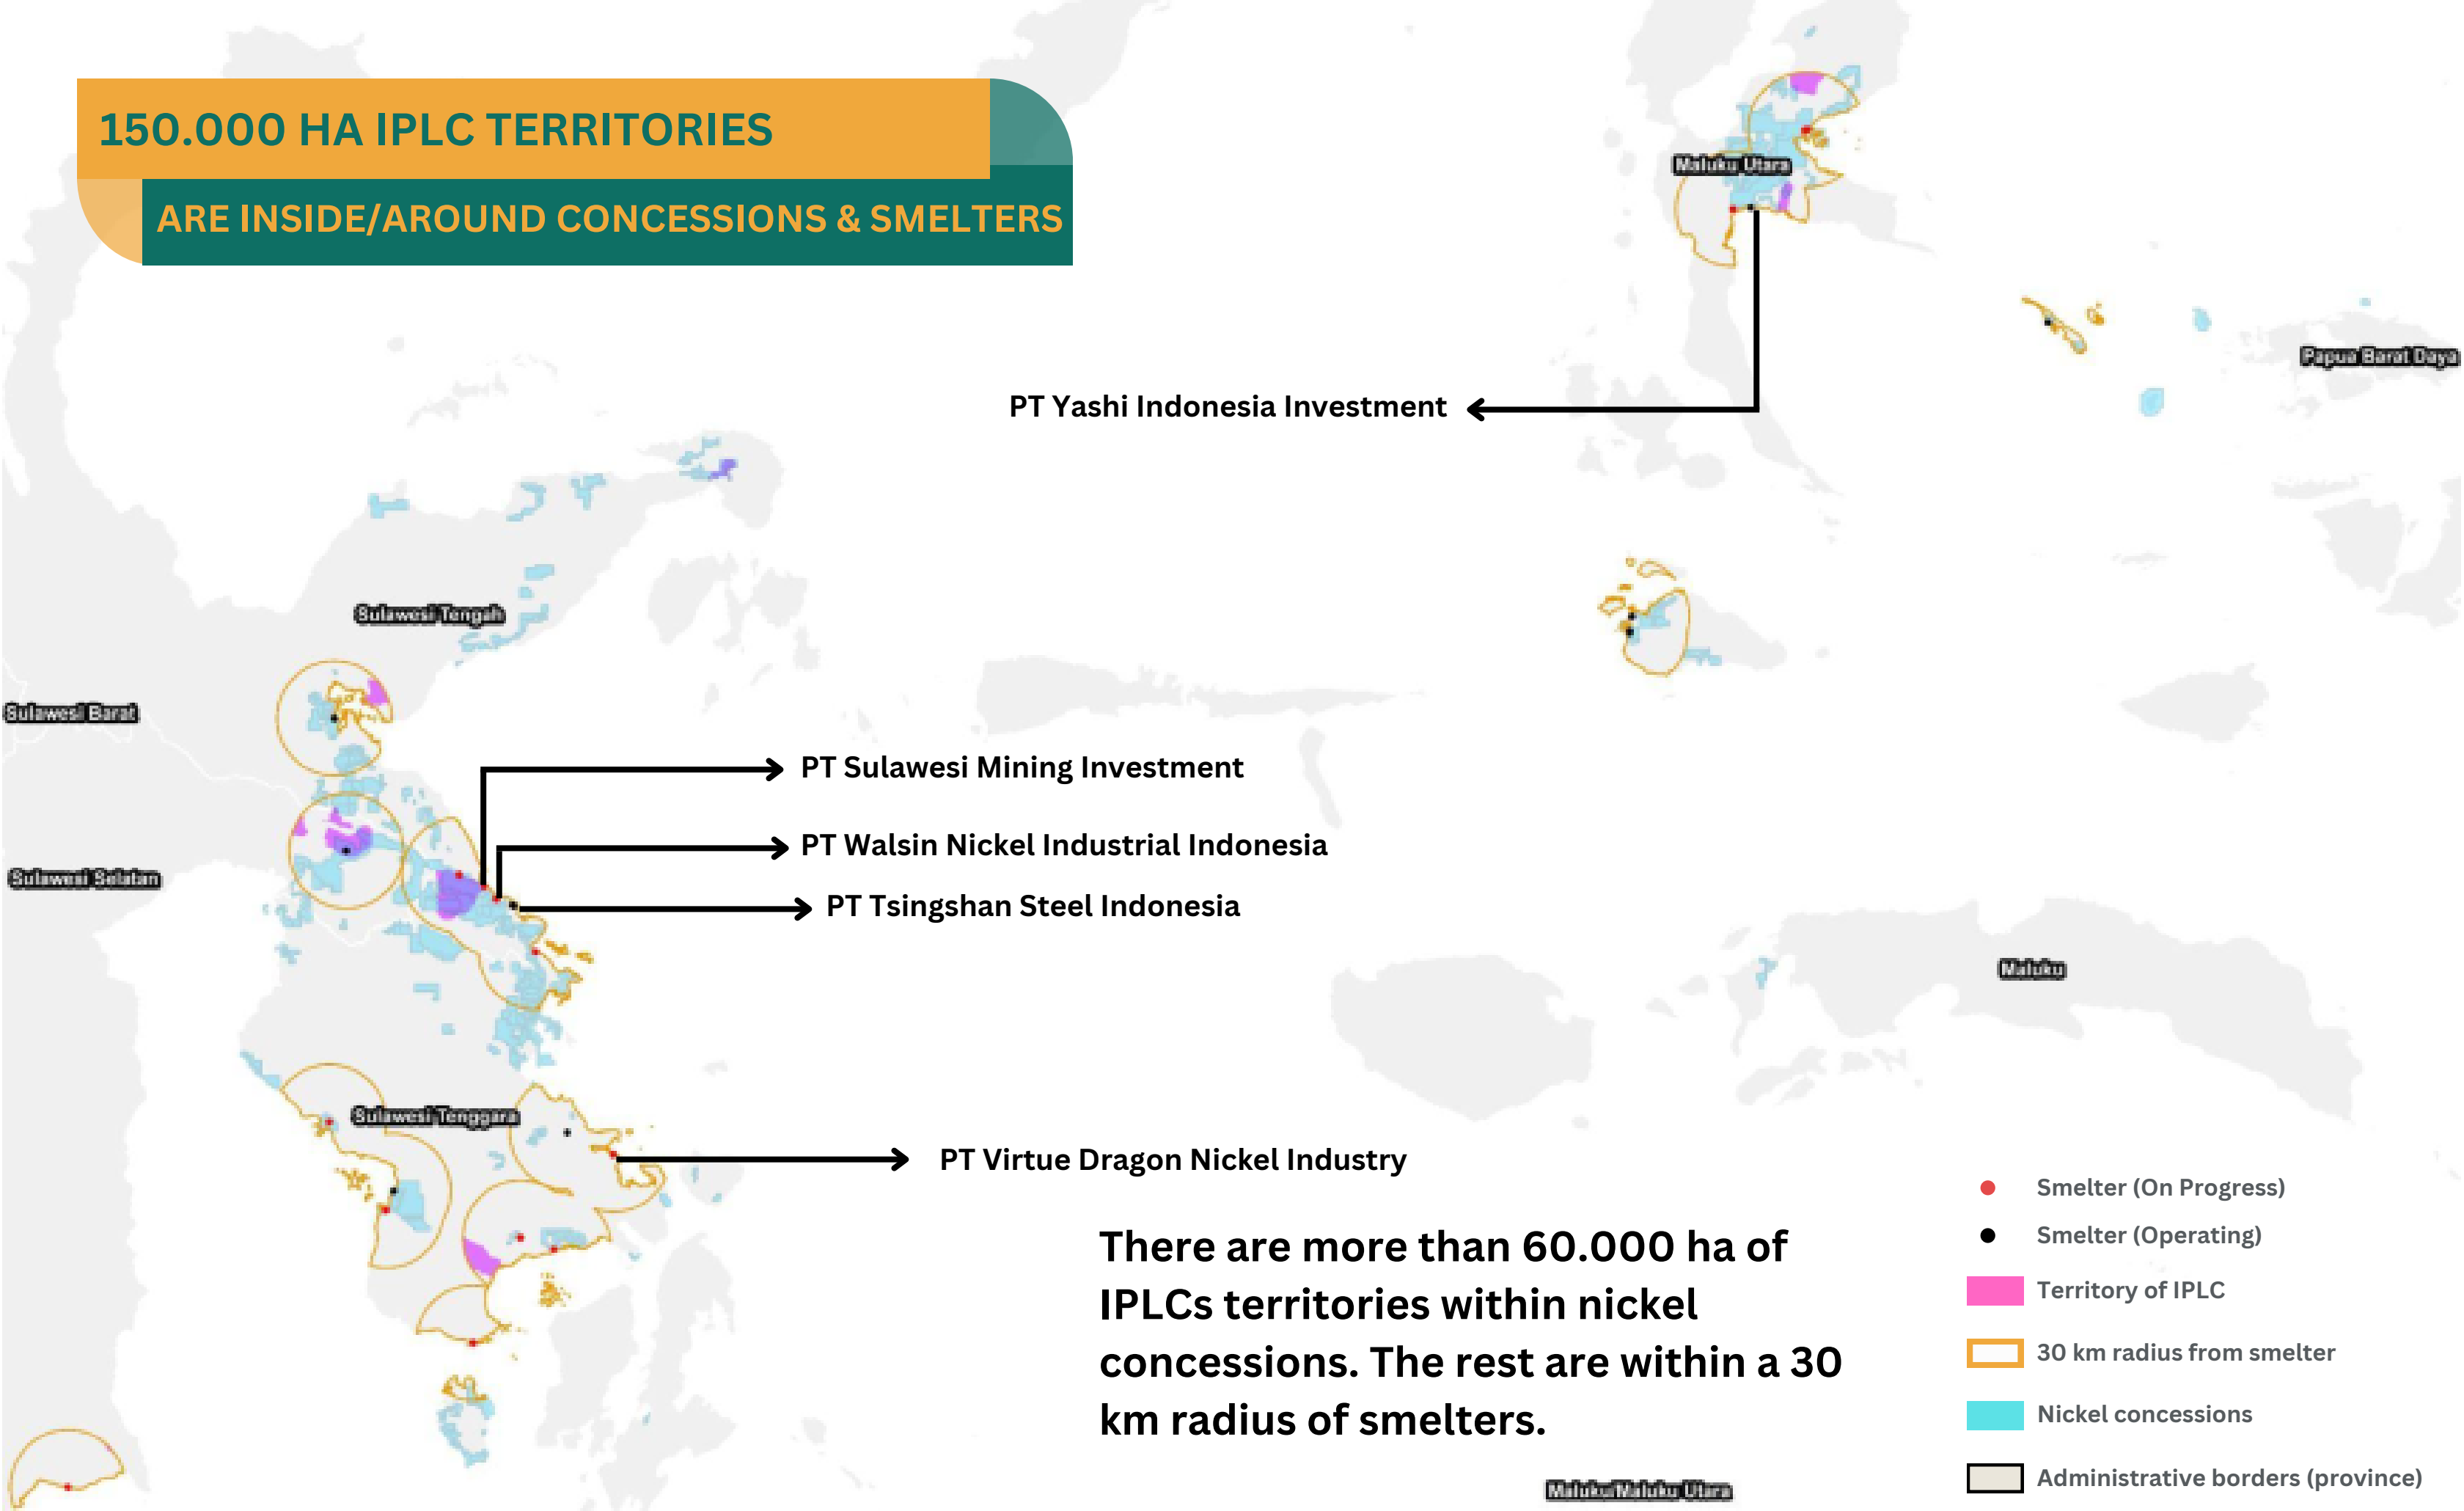 150.000 HA IPLC TERRITORIES
ARE INSIDE/AROUND CONCESSIONS & SMELTERS
Maluku Utara
Papua Barat Daya
PT Yashi Indonesia Investment
Sulawesi Tengah
Sulawesi Barat
PT Sulawesi Mining Investment
PT Walsin Nickel Industrial Indonesia
Sulawesi Selatan
PT Tsingshan Steel Indonesia
Maluku
Sulawesi Tenggara
PT Virtue Dragon Nickel Industry
There are more than 60.000 ha of
IPLCs territories within nickel
concessions. The rest are within a 30
km radius of smelters.
Smelter (On Progress)
Smelter (Operating)
Territory of IPLC
30 km radius from smelter
Nickel concessions
Administrative borders (province)
Maluku/Maluku Utara